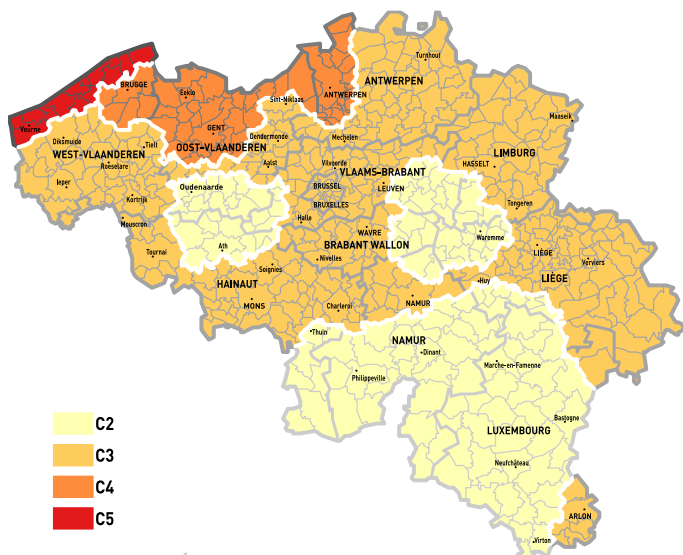 Turnhout
ANTWERPEN
BRUGGE
Eeklo
ANTWERPEN
Sint-Niklaas
Maaseik
Veurne
GENT
Diksmuide
Tielt
OOST-VLAANDEREN
Dendermonde
Mechelen
WEST-VLAANDEREN
Roeselare
Aalst
Vilvoorde
HASSELT
LIMBURG
VLAAMS-BRABANT
Ieper
Oudenaarde
BRUSSEL
LEUVEN
Kortrijk
BRUXELLES
Tongeren
Mouscron
Halle
WAVRE
Waremme
BRABANT WALLON
Ath
LIÈGE
Tournai
Nivelles
Verviers
Soignies
LIÈGE
HAINAUT
Huy
MONS
Charleroi
NAMUR
Thuin
NAMUR
Dinant
Marche-en-Famenne
Philippeville
Bastogne
LUXEMBOURG
Neufchâteau
ARLON
Virton
C2
C3
C4
C5